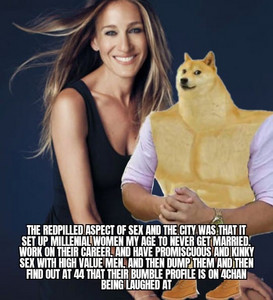 THE REDPILLED ASPECT OF SEX AND THE CITY WAS THAT IT
SET UP MILLENIAL WOMEN MY AGE TO NEVER GET MARRIED,
WORK ON THEIR CAREER, AND HAVE PROMISCUOUS AND KINKY
SEX WITH HIGH VALUE MEN, AND THEN DUMP THEM AND THEN
FIND OUT AT 44 THAT THEIR BUMBLE PROFILE IS ON 4CHAN
BEING LAUGHED AT